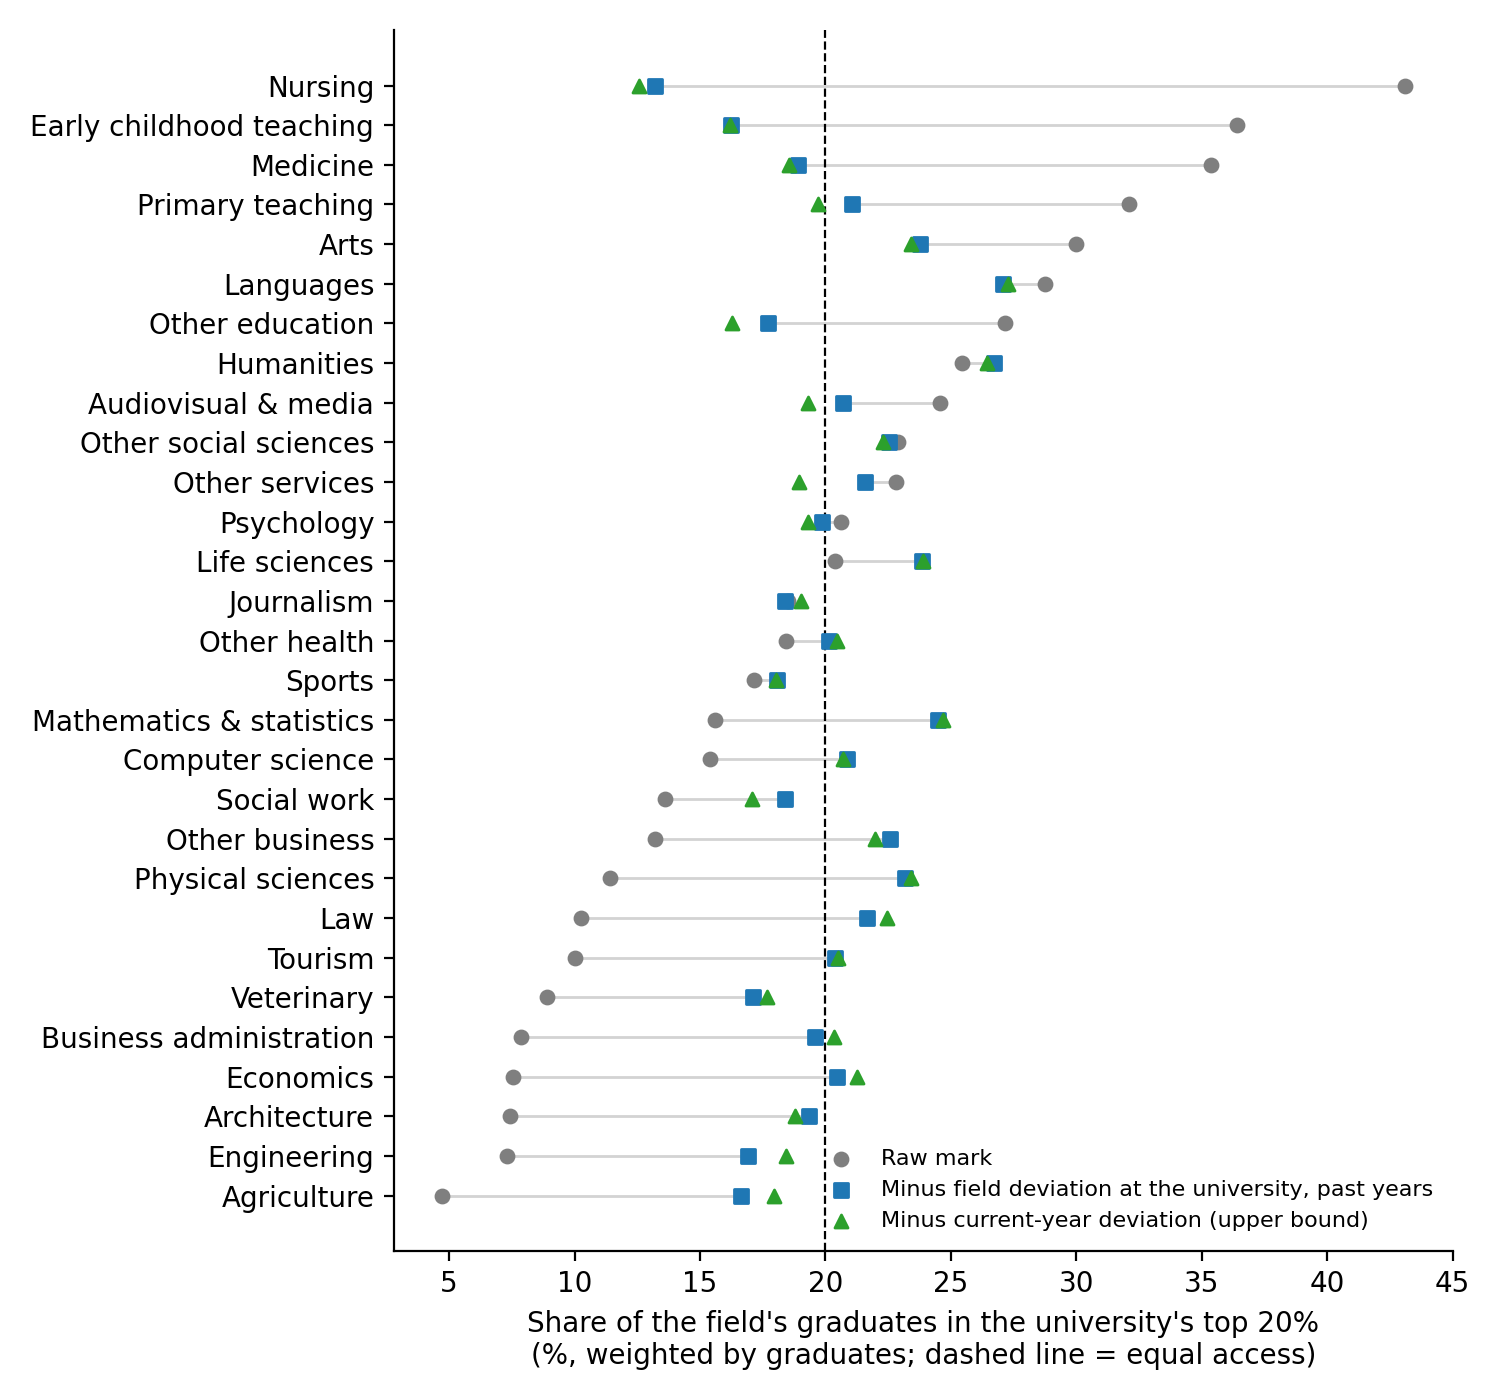 Nursing
Early childhood teaching
Medicine
Primary teaching
Arts
Languages
Other education
Humanities
Audiovisual & media
Other social sciences
Other services
Psychology
Life sciences
Journalism
Other health
Sports
Mathematics & statistics
Computer science
Social work
Other business
Physical sciences
Law
Tourism
Veterinary
Business administration
Economics
Architecture
Engineering
Agriculture
Raw mark
Minus field deviation at the university, past years
Minus current-year deviation (upper bound)
5 10 15 20 25 30 35 40 45
Share of the field's graduates in the university's top 20%
(%, weighted by graduates; dashed line = equal access)